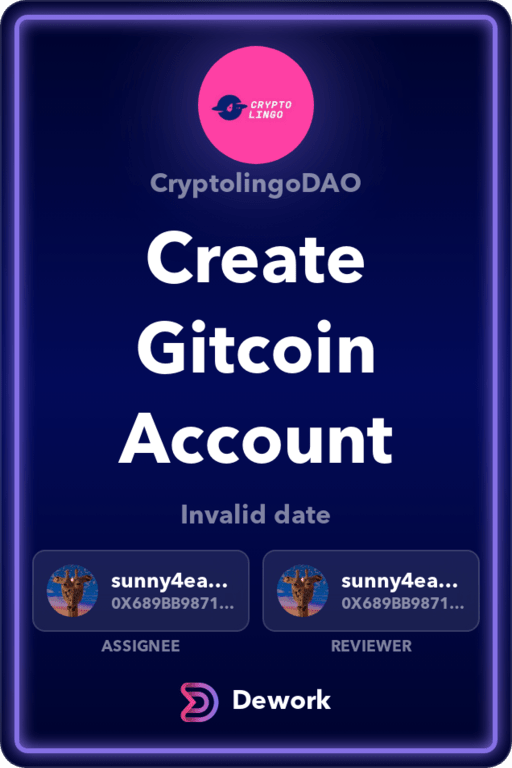 CRYPTO
LINGO
CryptolingoDAO
Create
Gitcoin
Account
Invalid date
sunny4ea... sunny4ea...
0X689BB9871... 0X689BB9871...
ASSIGNEE REVIEWER
Dework